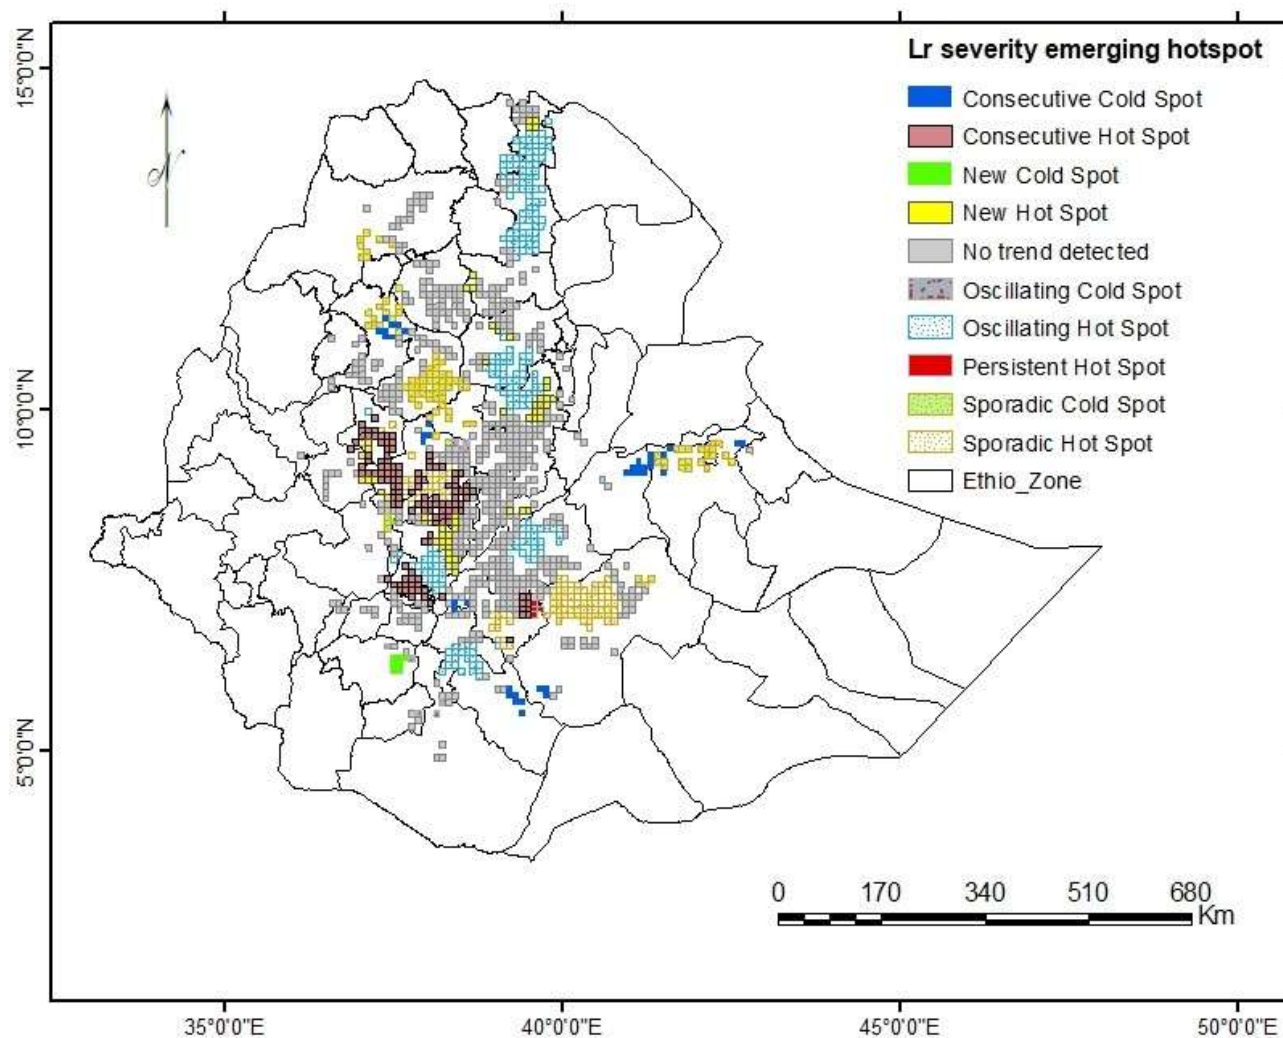 Lr severity emerging hotspot
Consecutive Cold Spot
Consecutive Hot Spot
New Cold Spot
New Hot Spot
No trend detected
Oscillating Cold Spot
Oscillating Hot Spot
Persistent Hot Spot
Sporadic Cold Spot
Sporadic Hot Spot
Ethio_Zone
15°0'0"N
10°0'0"N
5°0'0"N
N
0 170 340 510 680
Km
35°0'0"E 40°0'0"E 45°0'0"E 50°0'0"E